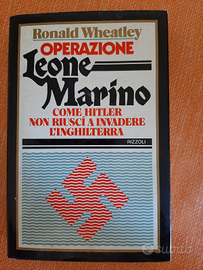 Ronald Wheatley
OPERAZIONE
Leone
Marino
COME HITLER
NON RIUSCÌ A INVADERE
L'INGHILTERRA
RIZZOLI
subito